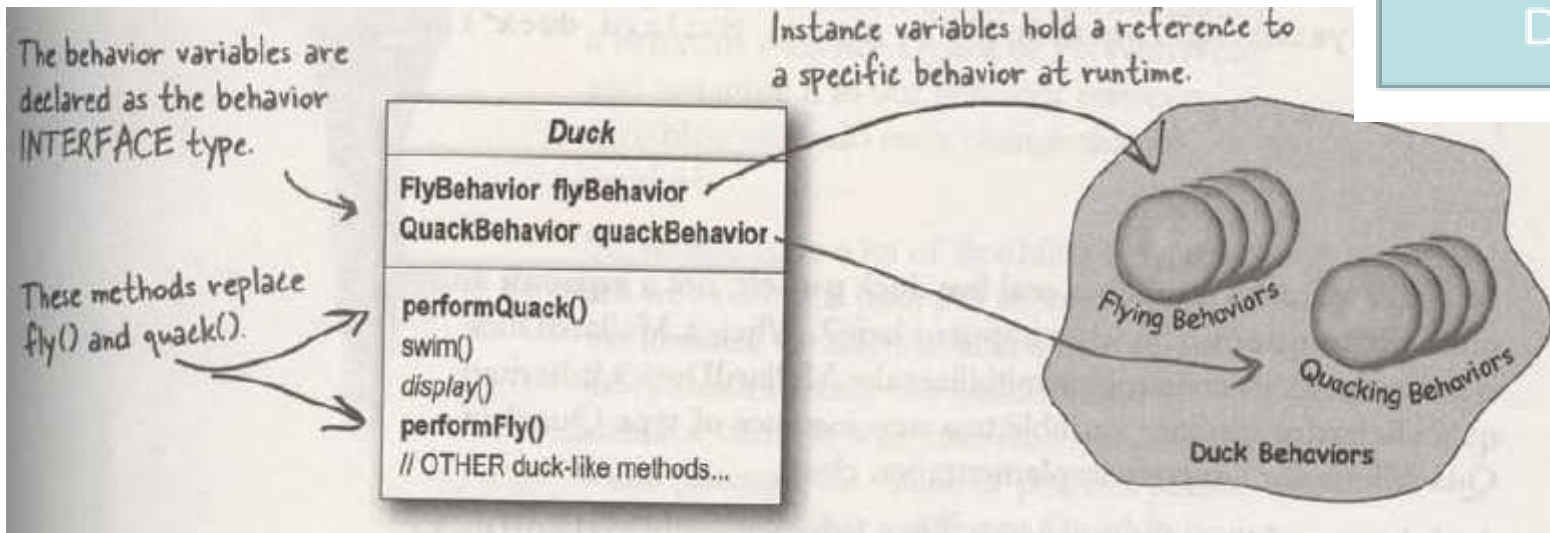 The behavior variables are
declared as the behavior
INTERFACE type.
Instance variables hold a reference to
a specific behavior at runtime.
D
Duck
FlyBehavior flyBehavior
QuackBehavior quackBehavior
These methods replace
fly() and quack().
performQuack()
swim()
display()
performFly()
// OTHER duck-like methods...
Flying Behaviors
Quacking Behaviors
Duck Behaviors